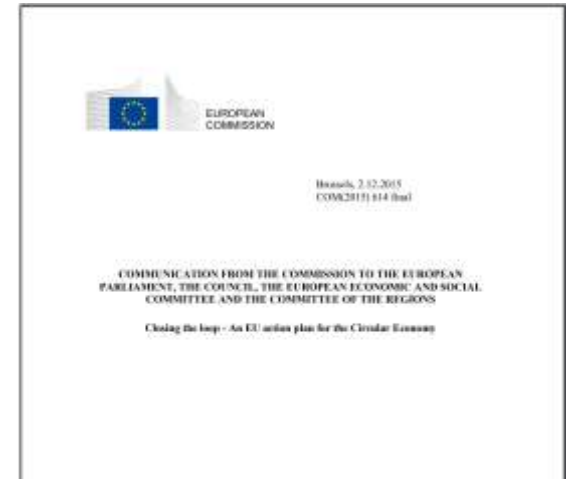 EUROPEAN
COMMISSION
Brussels, 2.12.2015
COM(2015) 614 final
COMMUNICATION FROM THE COMMISSION TO THE EUROPEAN
PARLIAMENT, THE COUNCIL, THE EUROPEAN ECONOMIC AND SOCIAL
COMMITTEE AND THE COMMITTEE OF THE REGIONS
Closing the loop - An EU action plan for the Circular Economy